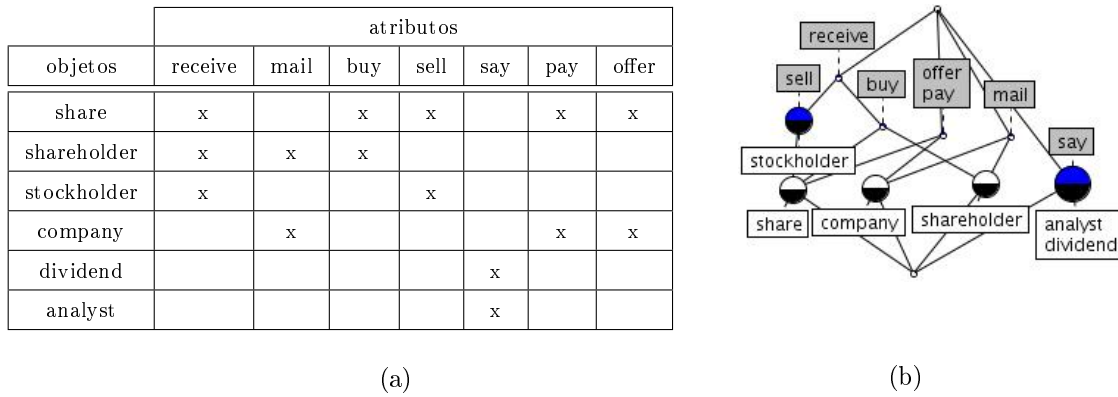 atributos
objetos receive mail buy sell say pay offer
share x x x x x
shareholder x x x
stockholder x x
company x x x
dividend x
analyst x
(a)
receive
sell
buy
offer
pay
mail
say
stockholder
share
company
shareholder
analyst
dividend
(b)